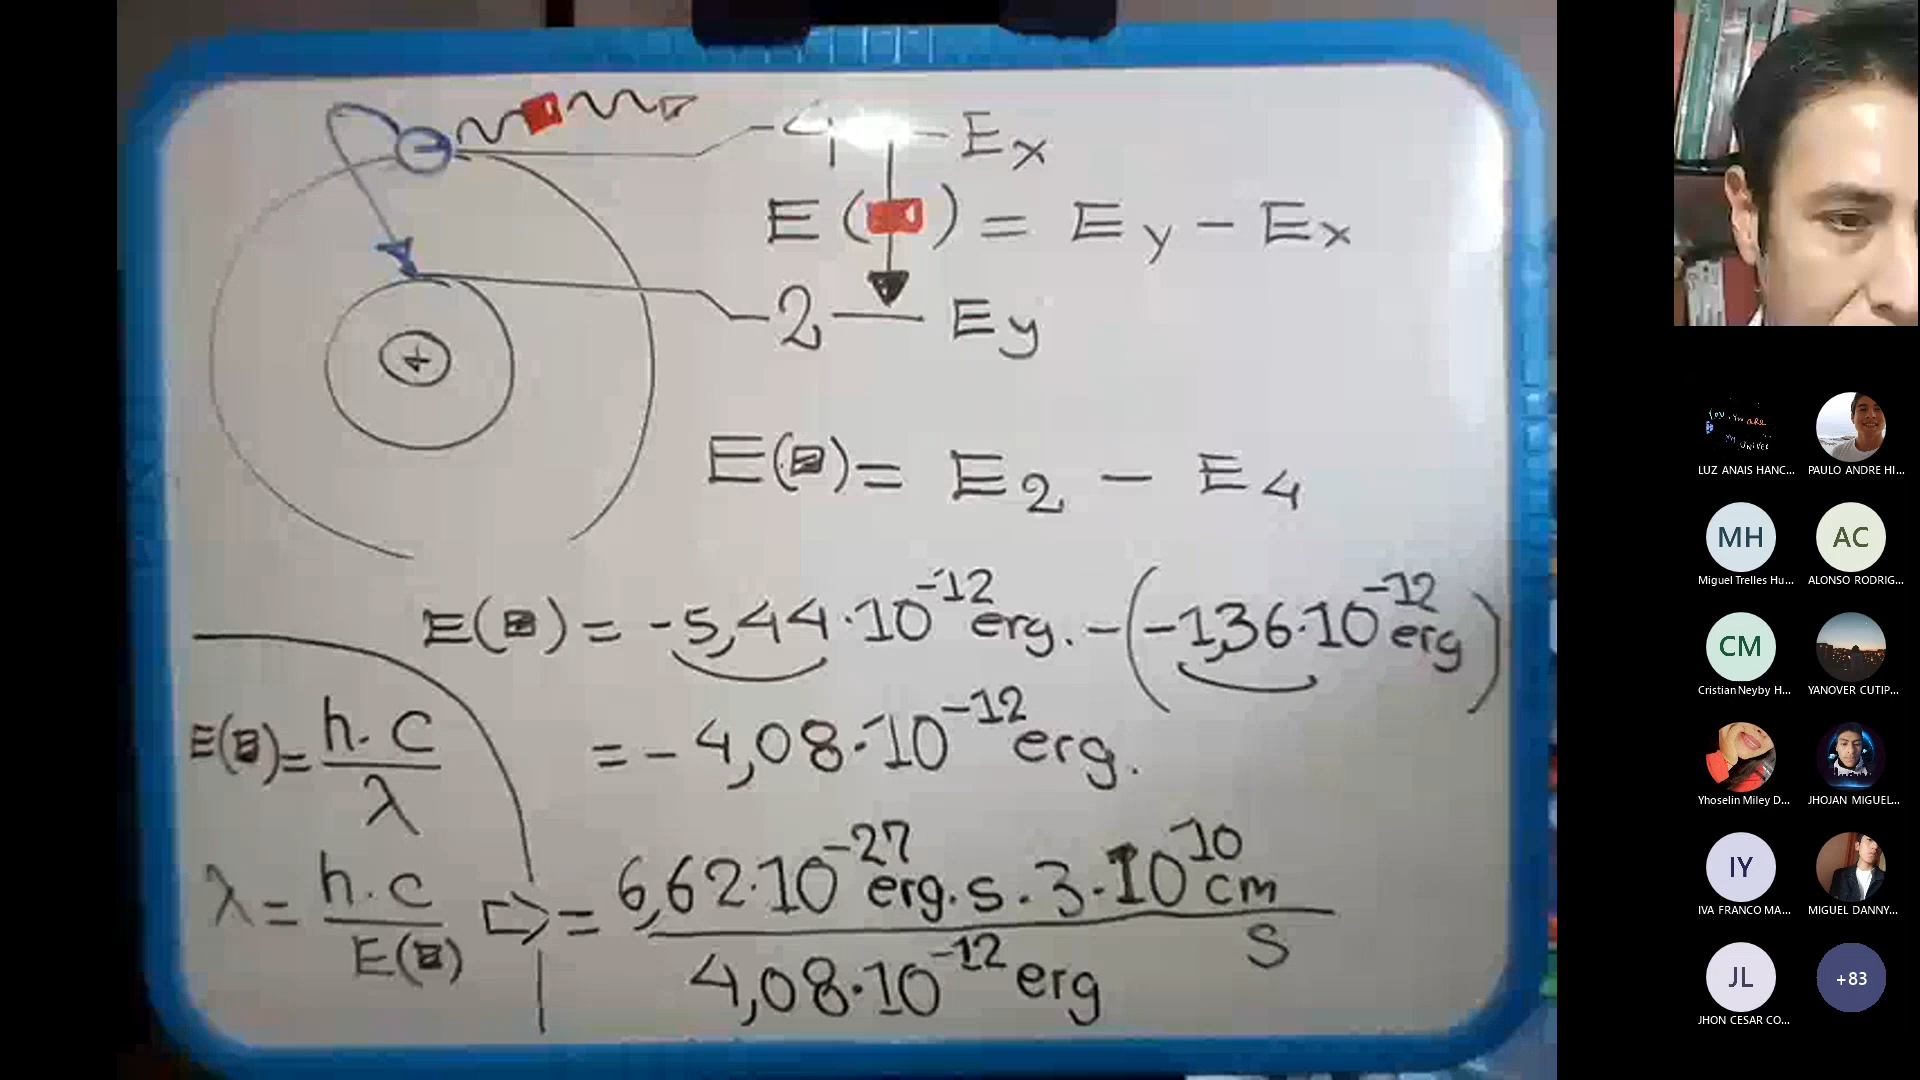 -4 — Ex
E( ) = Ey - Ex
-2 — Ey
+
E( ) = E2 - E4
E( ) = -5,44·10^-12 erg. -(-1,36·10^-12 erg)
E( ) = h.c / λ
= -4,08·10^-12 erg.
λ = h.c / E( ) ⇒ = 6,62·10^-27 erg.s. 3·10^10 cm / s
4,08·10^-12 erg
LUZ ANAIS HANC...
PAULO ANDRE HI...
MH
AC
Miguel Trelles Hu...
ALONSO RODRIG...
CM
Cristian Neyby H...
YANOVER CUTIP...
Yhoselin Miley D...
JHOJAN MIGUEL...
IY
IVA FRANCO MA...
MIGUEL DANNY...
JL
+83
JHON CESAR CO...